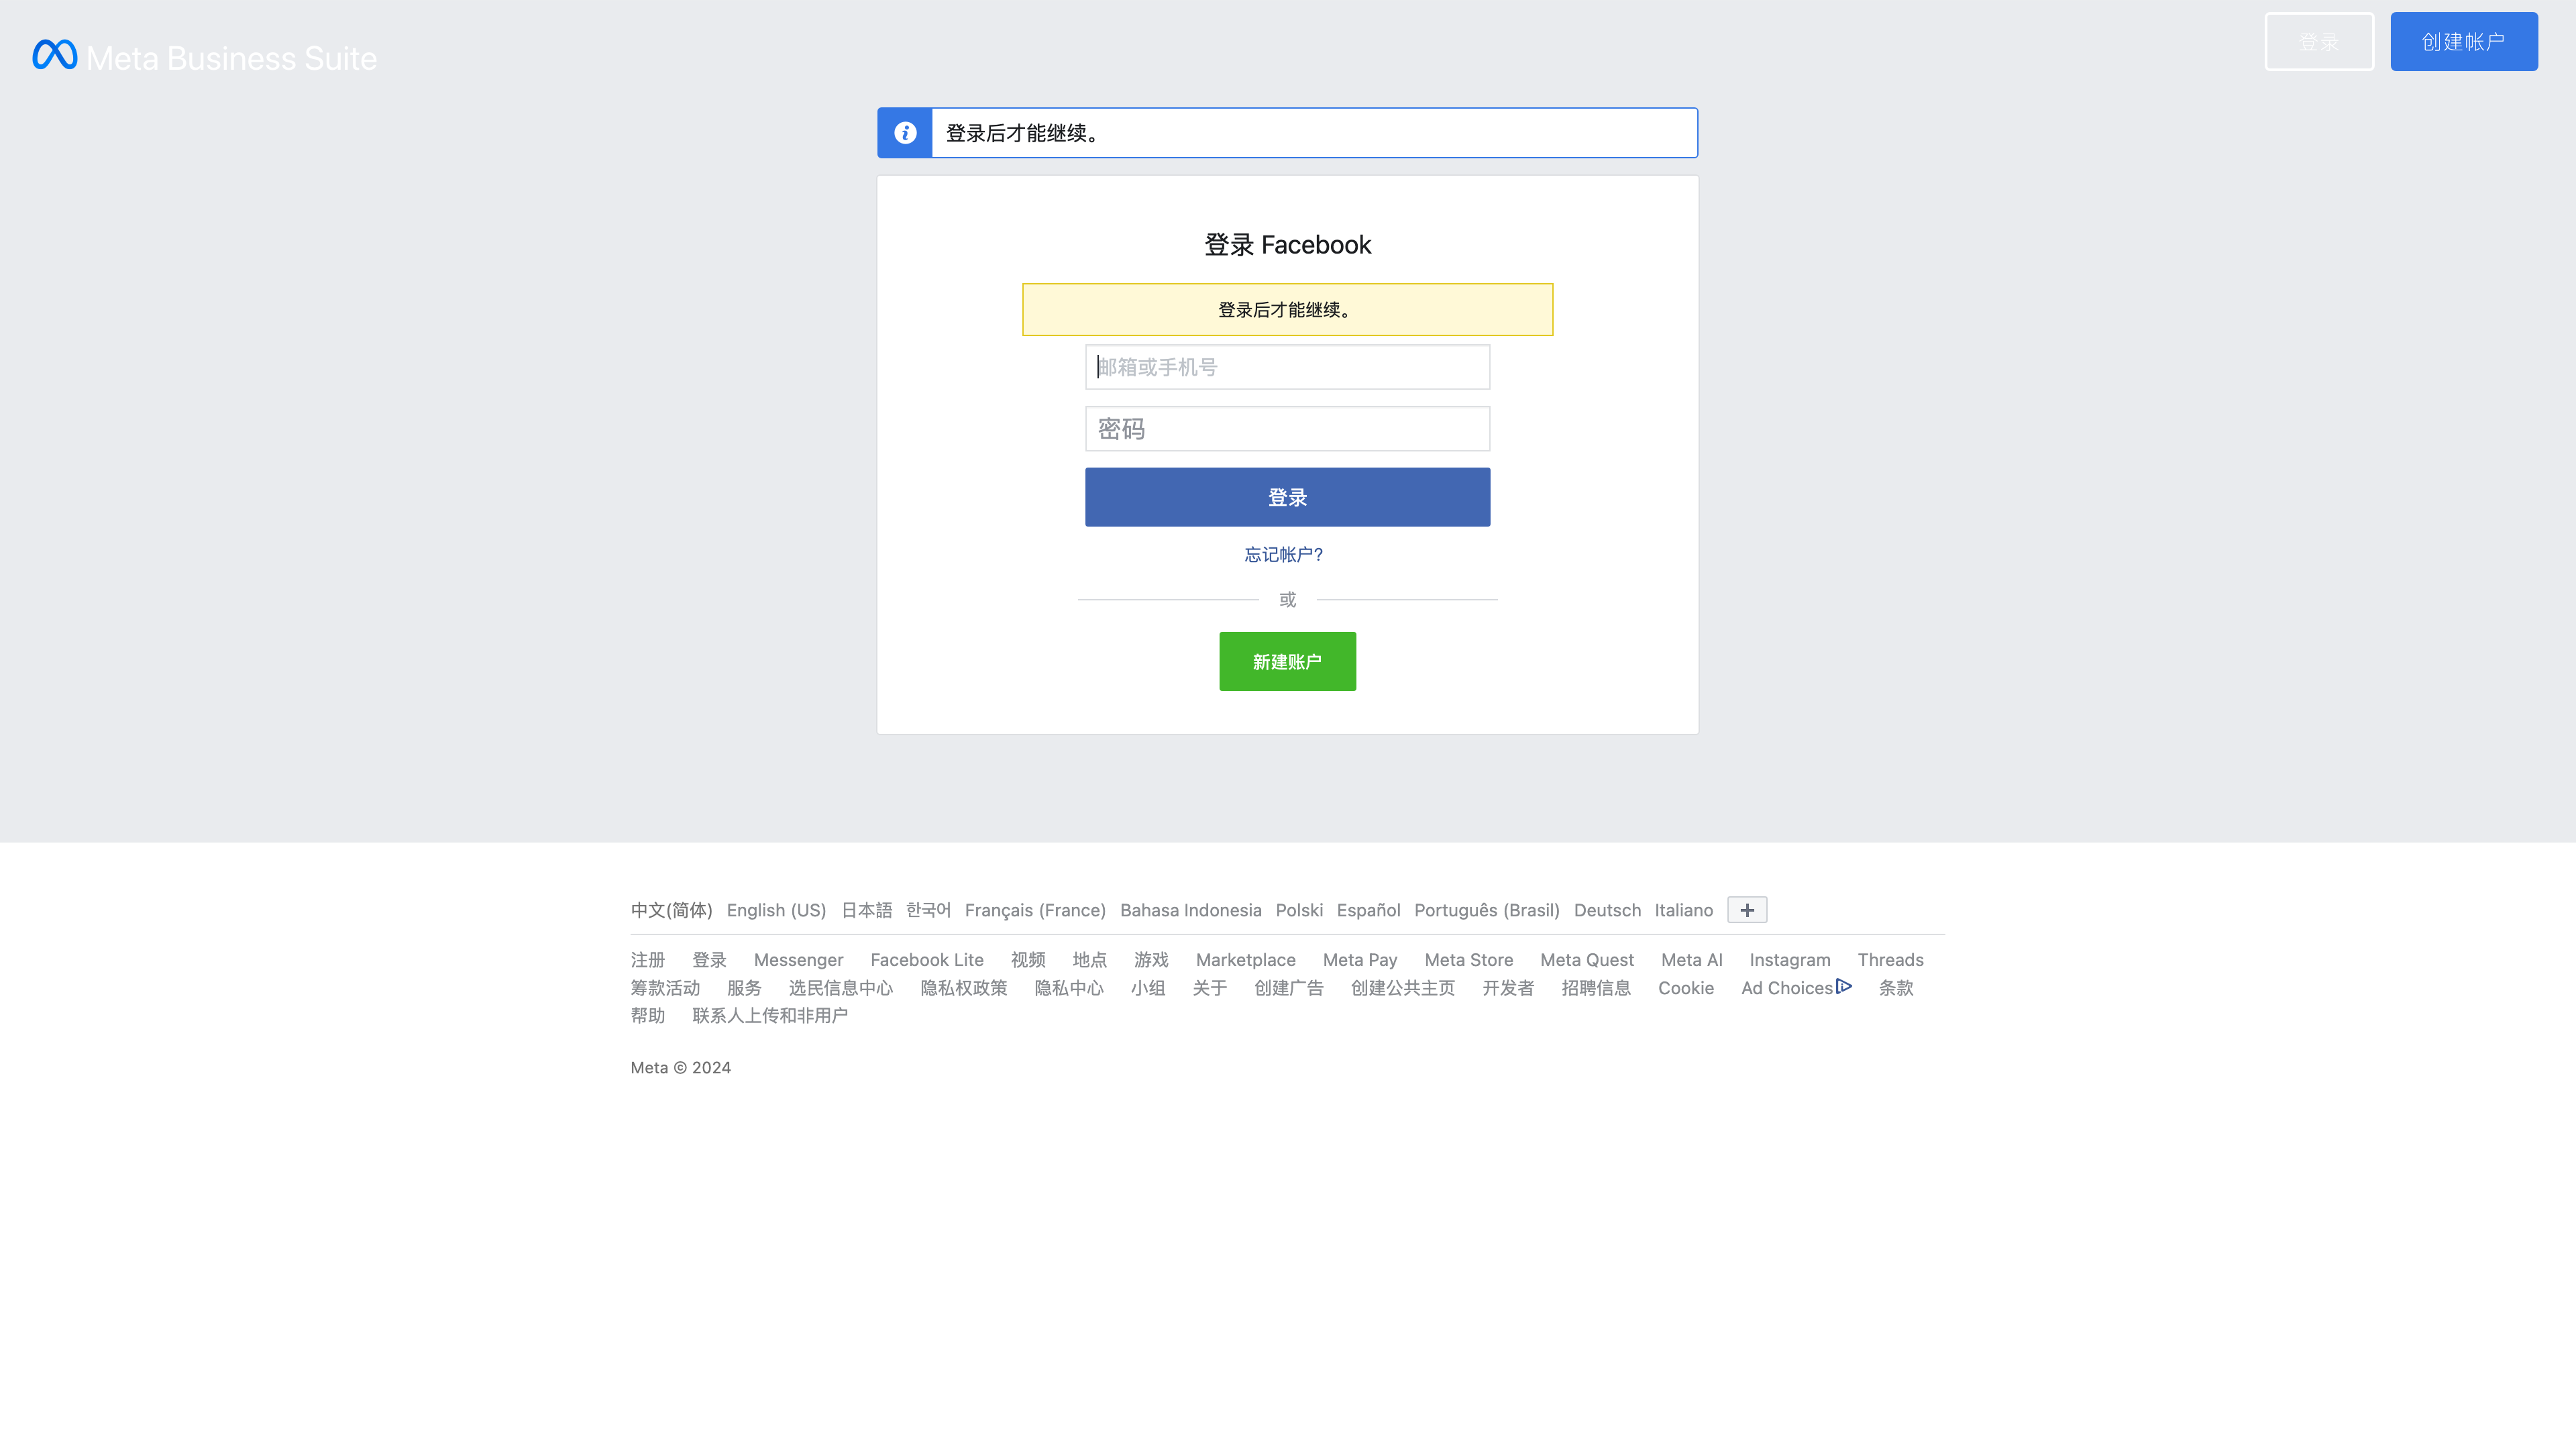 Meta Business Suite
登录
创建帐户
登录后才能继续。
登录 Facebook
登录后才能继续。
邮箱或手机号
密码
登录
忘记帐户?
或
新建账户
中文(简体) English (US) 日本語 한국어 Français (France) Bahasa Indonesia Polski Español Português (Brasil) Deutsch Italiano
注册 登录 Messenger Facebook Lite 视频 地点 游戏 Marketplace Meta Pay Meta Store Meta Quest Meta AI Instagram Threads
筹款活动 服务 选民信息中心 隐私权政策 隐私中心 小组 关于 创建广告 创建公共主页 开发者 招聘信息 Cookie Ad Choices 条款
帮助 联系人上传和非用户
Meta © 2024